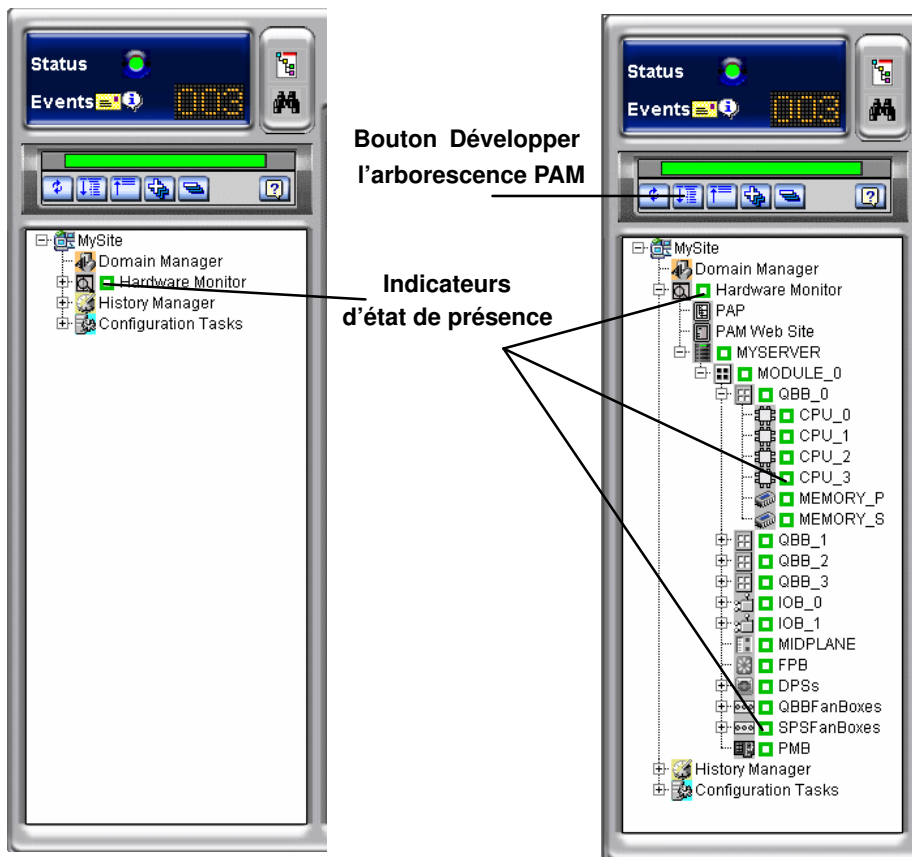 Status
Events
003
MySite
Domain Manager
Hardware Monitor
History Manager
Configuration Tasks
Bouton Développer
l'arborescence PAM
Indicateurs
d'état de présence
Status
Events
003
MySite
Domain Manager
Hardware Monitor
PAP
PAM Web Site
MYSERVER
MODULE_0
QBB_0
CPU_0
CPU_1
CPU_2
CPU_3
MEMORY_P
MEMORY_S
QBB_1
QBB_2
QBB_3
IOB_0
IOB_1
MIDPLANE
FPB
DPSs
QBBFanBoxes
SPSFanBoxes
PMB
History Manager
Configuration Tasks